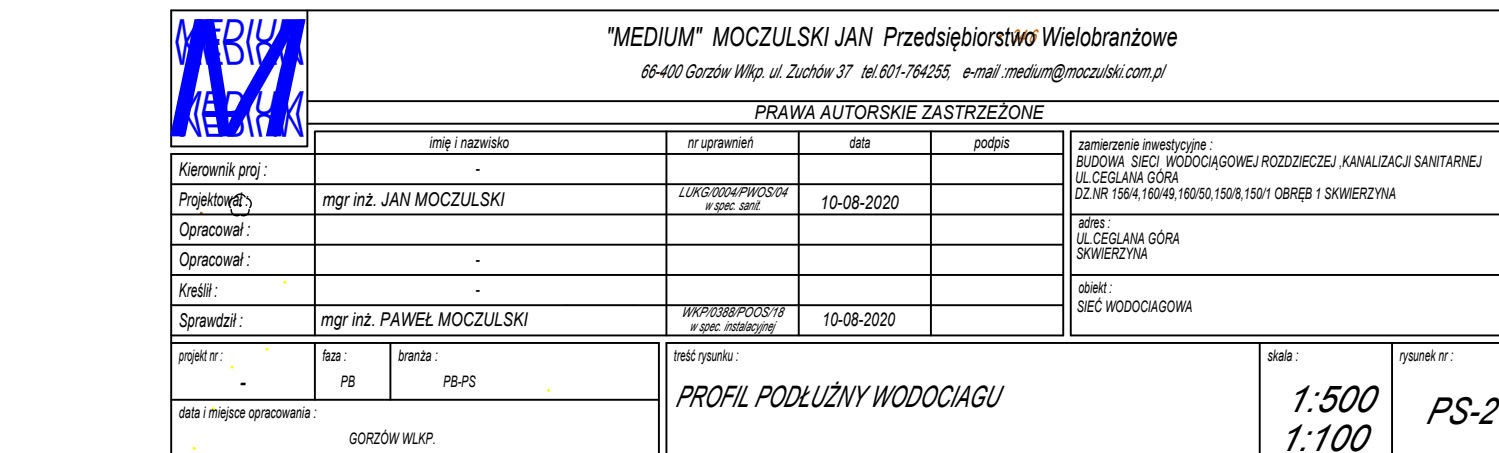 MEDIUM
M
MEDIUM
"MEDIUM" MOCZULSKI JAN Przedsiębiorstwo Wielobranżowe
66-400 Gorzów Wlkp. ul. Zuchów 37 tel.601-764255, e-mail :medium@moczulski.com.pl
PRAWA AUTORSKIE ZASTRZEŻONE
imię i nazwisko nr uprawnień data podpis
Kierownik proj : -
Projektował : mgr inż. JAN MOCZULSKI LUKG/0004/PWOS/04 10-08-2020
w spec. sanit.
Opracował :
Opracował : -
Kreślił : -
Sprawdził : mgr inż. PAWEŁ MOCZULSKI WKP/0388/POOS/18 10-08-2020
w spec. instalacyjnej
zamierzenie inwestycyjne :
BUDOWA SIECI WODOCIĄGOWEJ ROZDZIECZEJ ,KANALIZACJI SANITARNEJ
UL.CEGLANA GÓRA
DZ.NR 156/4,160/49,160/50,150/8,150/1 OBRĘB 1 SKWIERZYNA
adres :
UL.CEGLANA GÓRA
SKWIERZYNA
obiekt :
SIEĆ WODOCIAGOWA
projekt nr : faza : branża :
- PB PB-PS
data i miejsce opracowania :
GORZÓW WLKP.
treść rysunku :
PROFIL PODŁUŻNY WODOCIAGU
skala :
1:500
1:100
rysunek nr :
PS-2